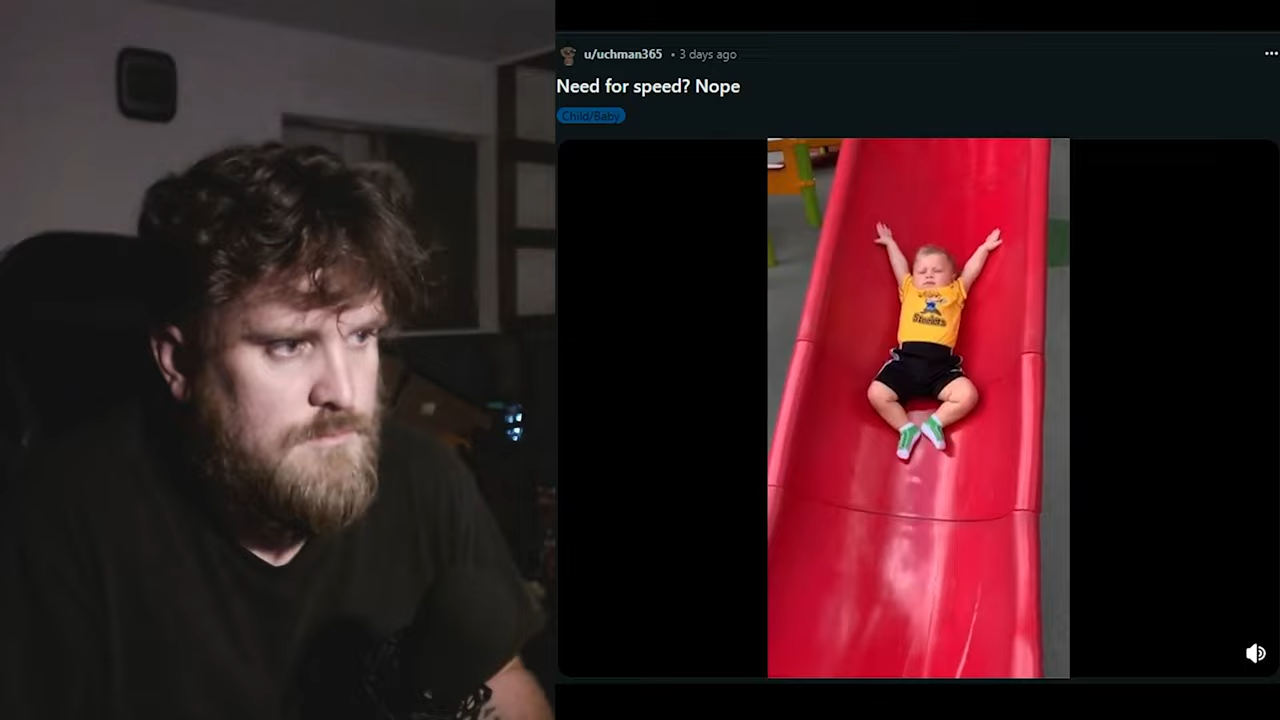 u/uchman365 • 3 days ago
Need for speed? Nope
Child/Baby
Steelers